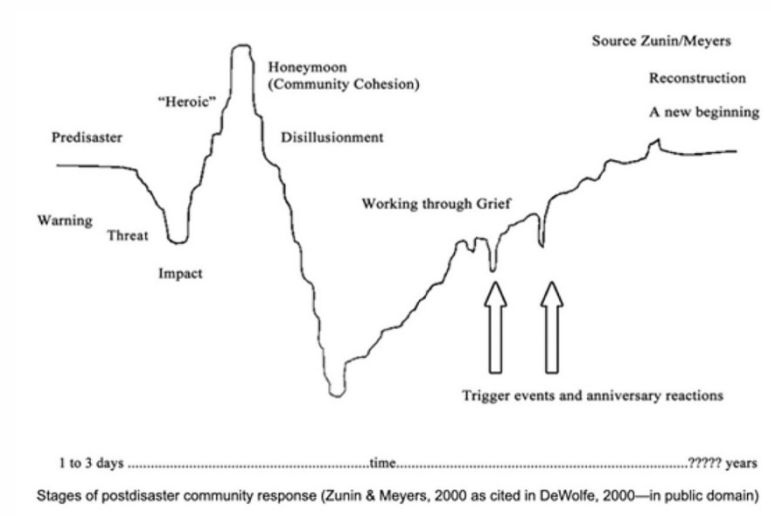 Source Zunin/Meyers
Honeymoon
(Community Cohesion)
Reconstruction
“Heroic”
A new beginning
Predisaster
Disillusionment
Working through Grief
Warning
Threat
Impact
Trigger events and anniversary reactions
1 to 3 days ........................................................................time....................................................................................????? years
Stages of postdisaster community response (Zunin & Meyers, 2000 as cited in DeWolfe, 2000—in public domain)